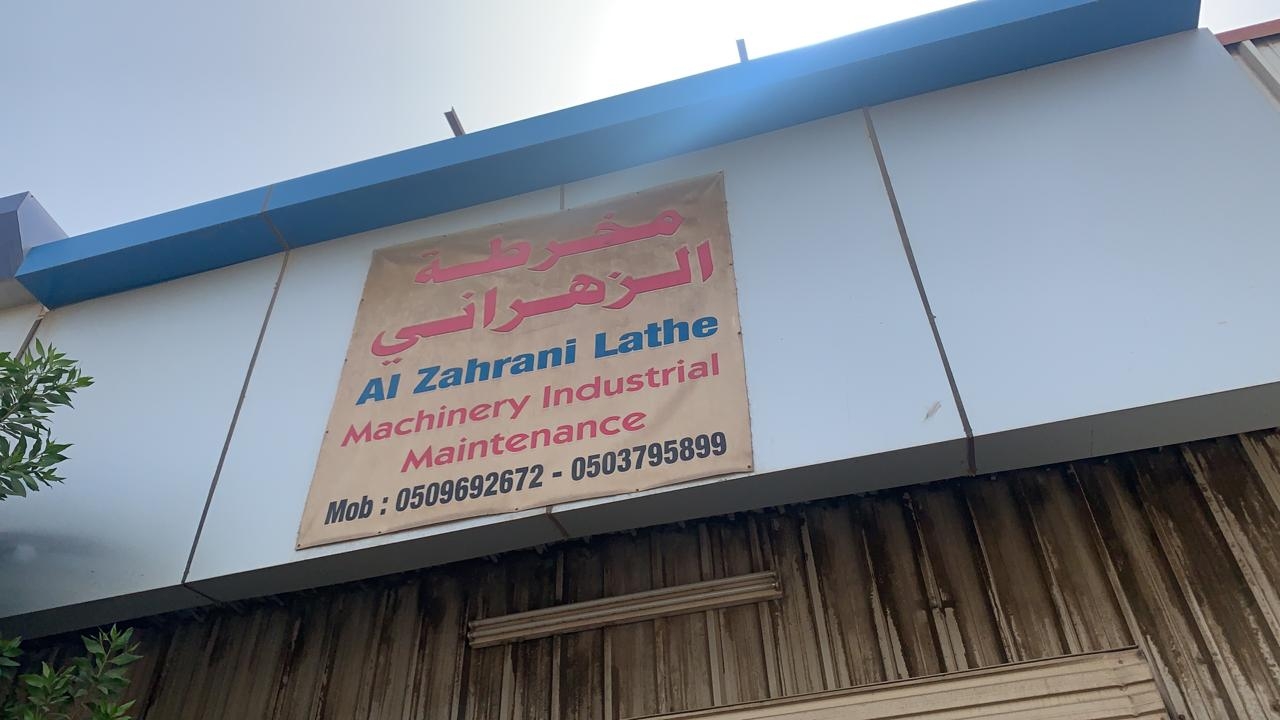 مخرطة
الزهراني
Al Zahrani Lathe
Machinery Industrial
Maintenance
Mob : 0509692672 - 0503795899